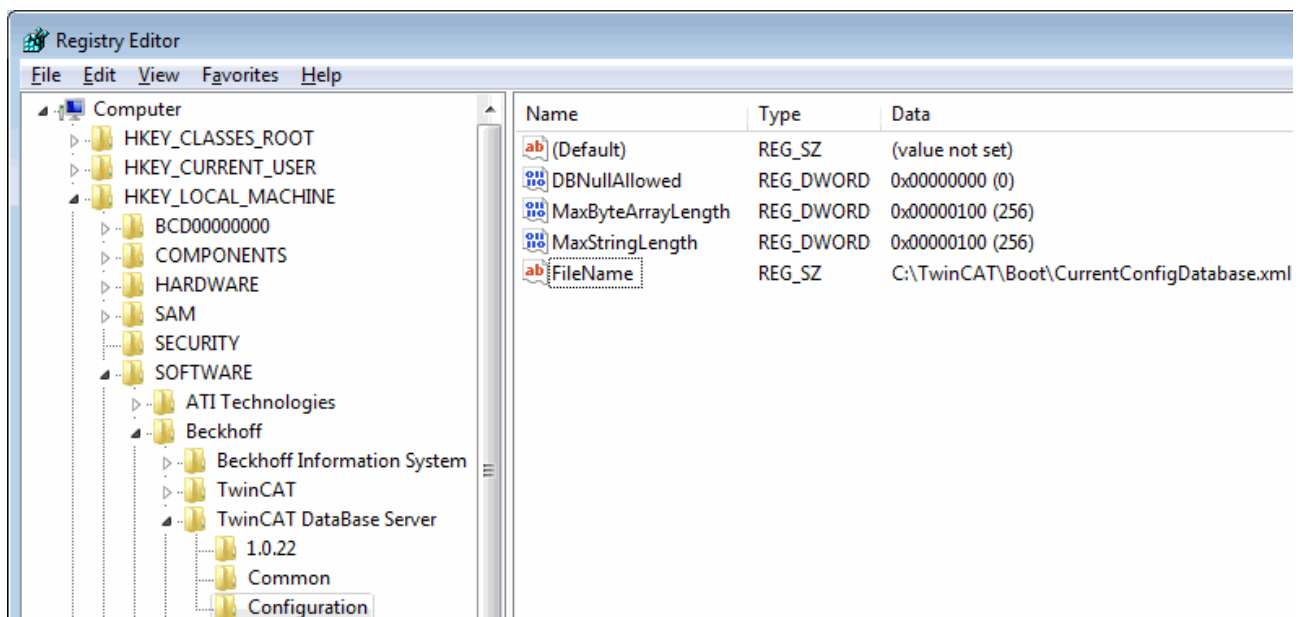 Registry Editor
File Edit View Favorites Help
Computer
HKEY_CLASSES_ROOT
HKEY_CURRENT_USER
HKEY_LOCAL_MACHINE
BCD00000000
COMPONENTS
HARDWARE
SAM
SECURITY
SOFTWARE
ATI Technologies
Beckhoff
Beckhoff Information System
TwinCAT
TwinCAT DataBase Server
1.0.22
Common
Configuration
Name Type Data
(Default) REG_SZ (value not set)
DBNullAllowed REG_DWORD 0x00000000 (0)
MaxByteArrayLength REG_DWORD 0x00000100 (256)
MaxStringLength REG_DWORD 0x00000100 (256)
FileName REG_SZ C:\TwinCAT\Boot\CurrentConfigDatabase.xml